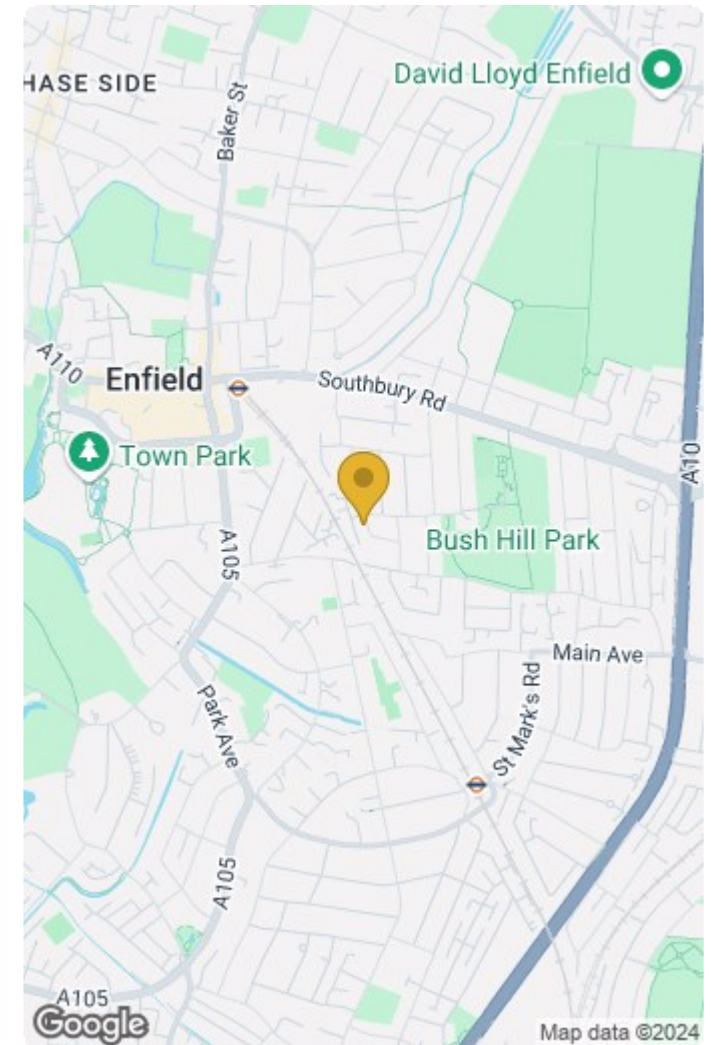 HASE SIDE
David Lloyd Enfield
Baker St
A110
Enfield
Southbury Rd
Town Park
A10
A105
Bush Hill Park
Main Ave
St Mark's Rd
Park Ave
A105
A105
Google
Map data ©2024